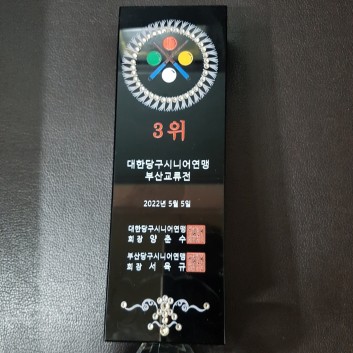 3위
대한당구시니어연맹
부산교류전
2022년 5월 5일
대한당구시니어연맹
회장 양춘수
부산당구시니어연맹
회장 서육규